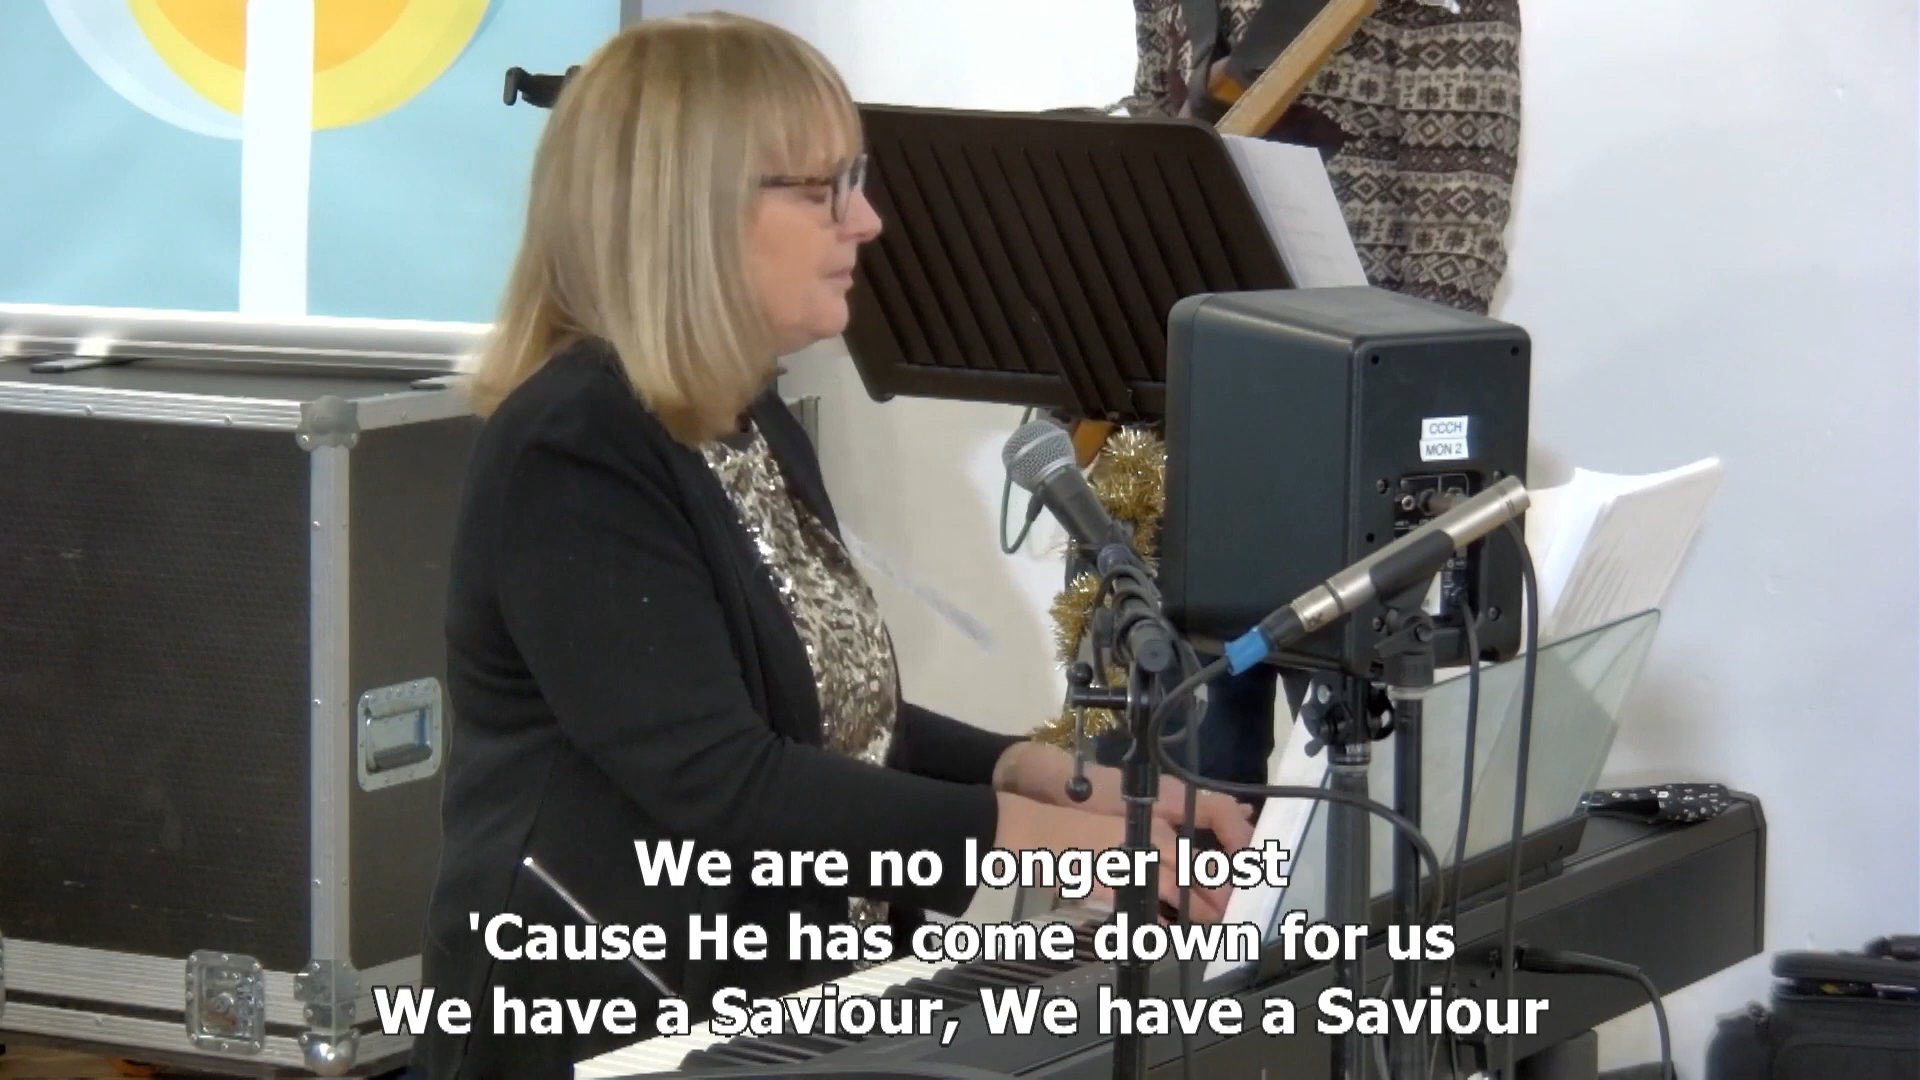 CCCH
MON 2
We are no longer lost
'Cause He has come down for us
We have a Saviour, We have a Saviour